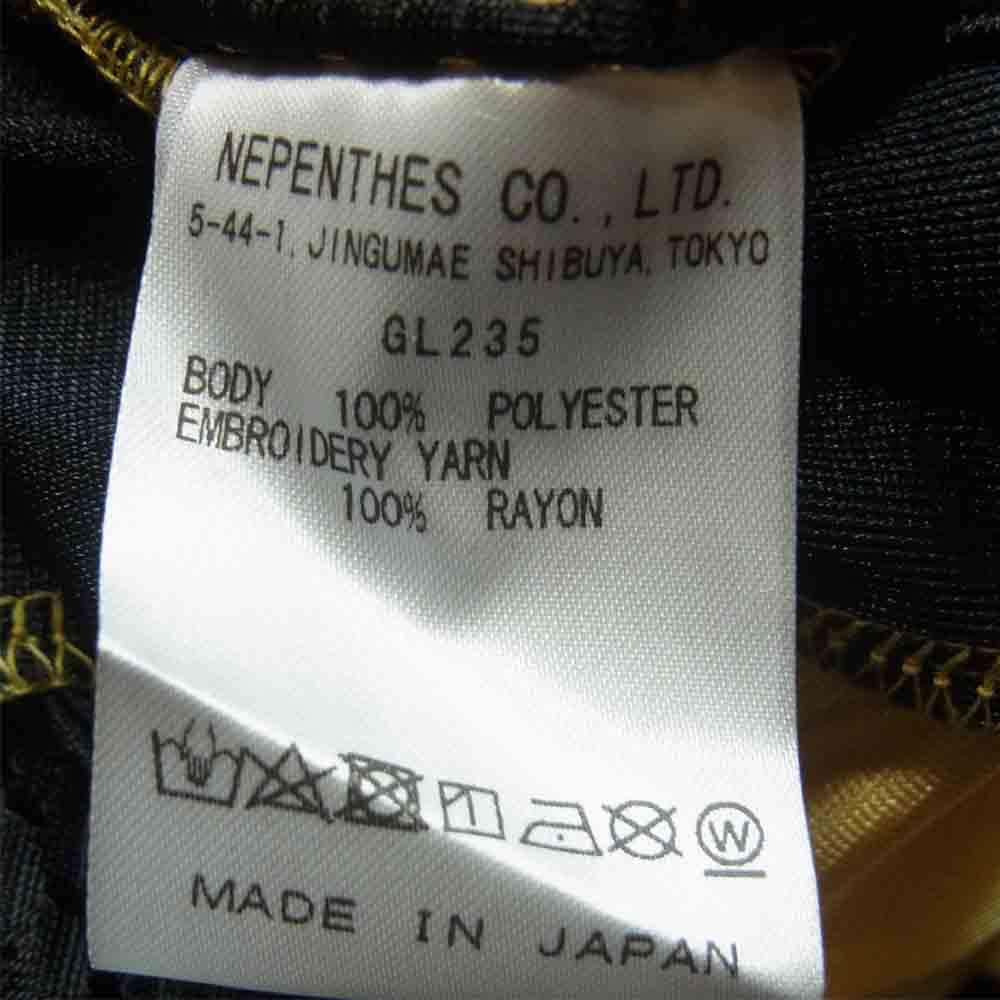 NEPENTHES CO., LTD.
5-44-1, JINGUMAE SHIBUYA, TOKYO
GL235
BODY
100% POLYESTER
EMBROIDERY YARN
100% RAYON
W
MADE IN JAPAN